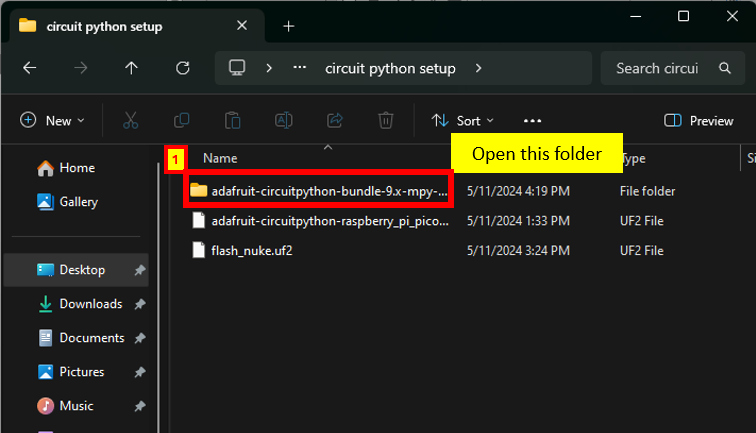 circuit python setup
circuit python setup
Search circui
New
Sort
Preview
1
Name
Open this folder
Type
Si
Home
Gallery
adafruit-circuitpython-bundle-9.x-mpy-...
5/11/2024 4:19 PM
File folder
adafruit-circuitpython-raspberry_pi_pico...
5/11/2024 1:33 PM
UF2 File
flash_nuke.uf2
5/11/2024 3:24 PM
UF2 File
Desktop
Downloads
Documents
Pictures
Music